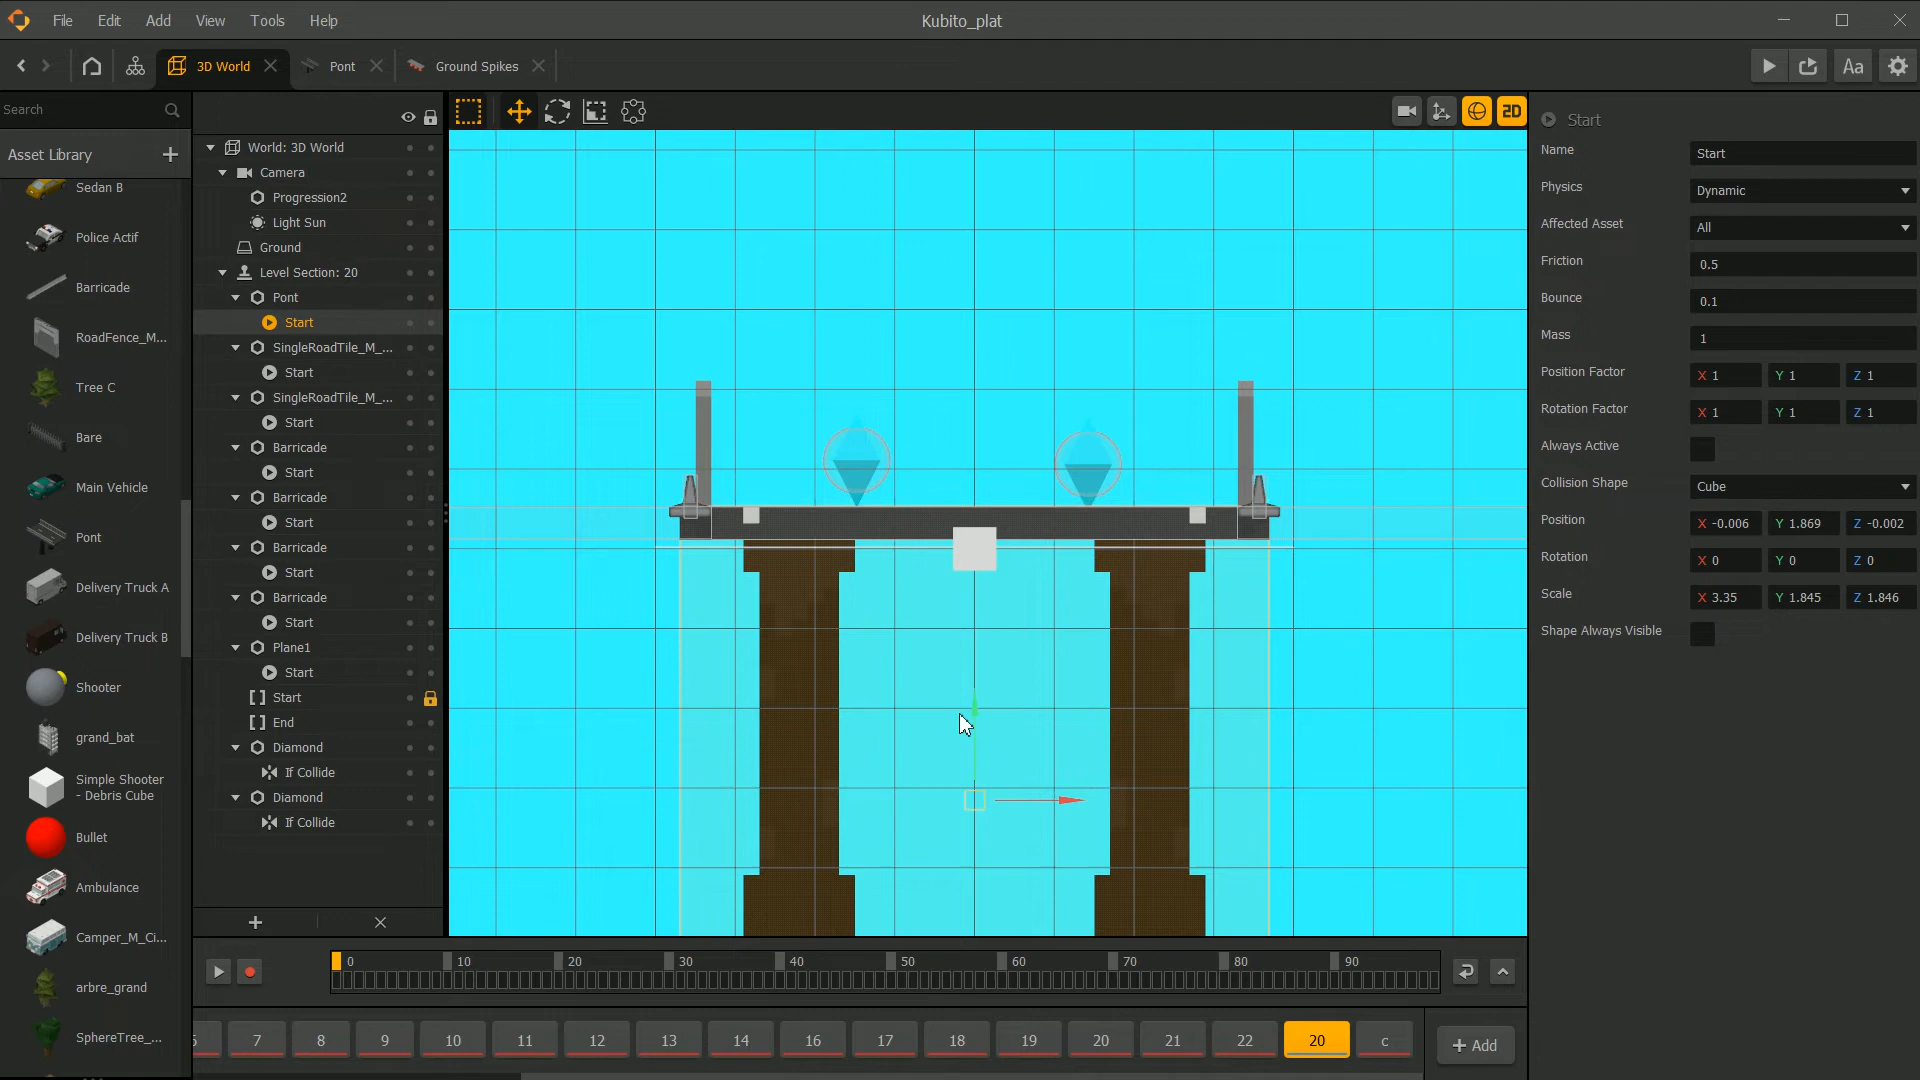 File Edit Add View Tools Help
Kubito_plat
3D World
Pont
Ground Spikes
Aa
Search
Asset Library
Sedan B
Police Actif
Barricade
RoadFence_M...
Tree C
Bare
Main Vehicle
Pont
Delivery Truck A
Delivery Truck B
Shooter
grand_bat
Simple Shooter
- Debris Cube
Bullet
Ambulance
Camper_M_Ci...
arbre_grand
SphereTree_...
World: 3D World
Camera
Progression2
Light Sun
Ground
Level Section: 20
Pont
Start
SingleRoadTile_M_...
Start
SingleRoadTile_M_...
Start
Barricade
Start
Barricade
Start
Barricade
Start
Barricade
Start
Plane1
Start
Start
End
Diamond
If Collide
Diamond
If Collide
2D
Start
Name Start
Physics Dynamic
Affected Asset All
Friction 0.5
Bounce 0.1
Mass 1
Position Factor X 1 Y 1 Z 1
Rotation Factor X 1 Y 1 Z 1
Always Active
Collision Shape Cube
Position X -0.006 Y 1.869 Z -0.002
Rotation X 0 Y 0 Z 0
Scale X 3.35 Y 1.845 Z 1.846
Shape Always Visible
0 10 20 30 40 50 60 70 80 90
7 8 9 10 11 12 13 14 16 17 18 19 20 21 22 20 c
+ Add